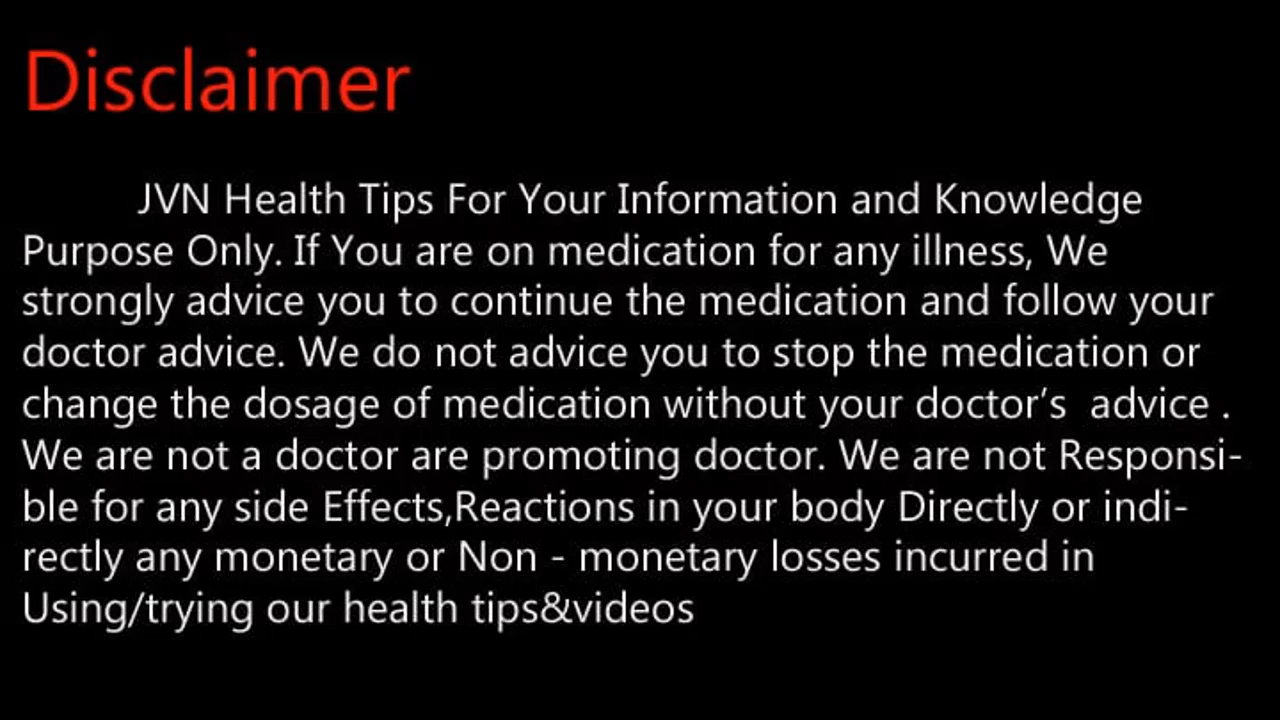 Disclaimer
JVN Health Tips For Your Information and Knowledge
Purpose Only. If You are on medication for any illness, We
strongly advice you to continue the medication and follow your
doctor advice. We do not advice you to stop the medication or
change the dosage of medication without your doctor’s  advice .
We are not a doctor are promoting doctor. We are not Responsi-
ble for any side Effects,Reactions in your body Directly or indi-
rectly any monetary or Non - monetary losses incurred in
Using/trying our health tips&videos